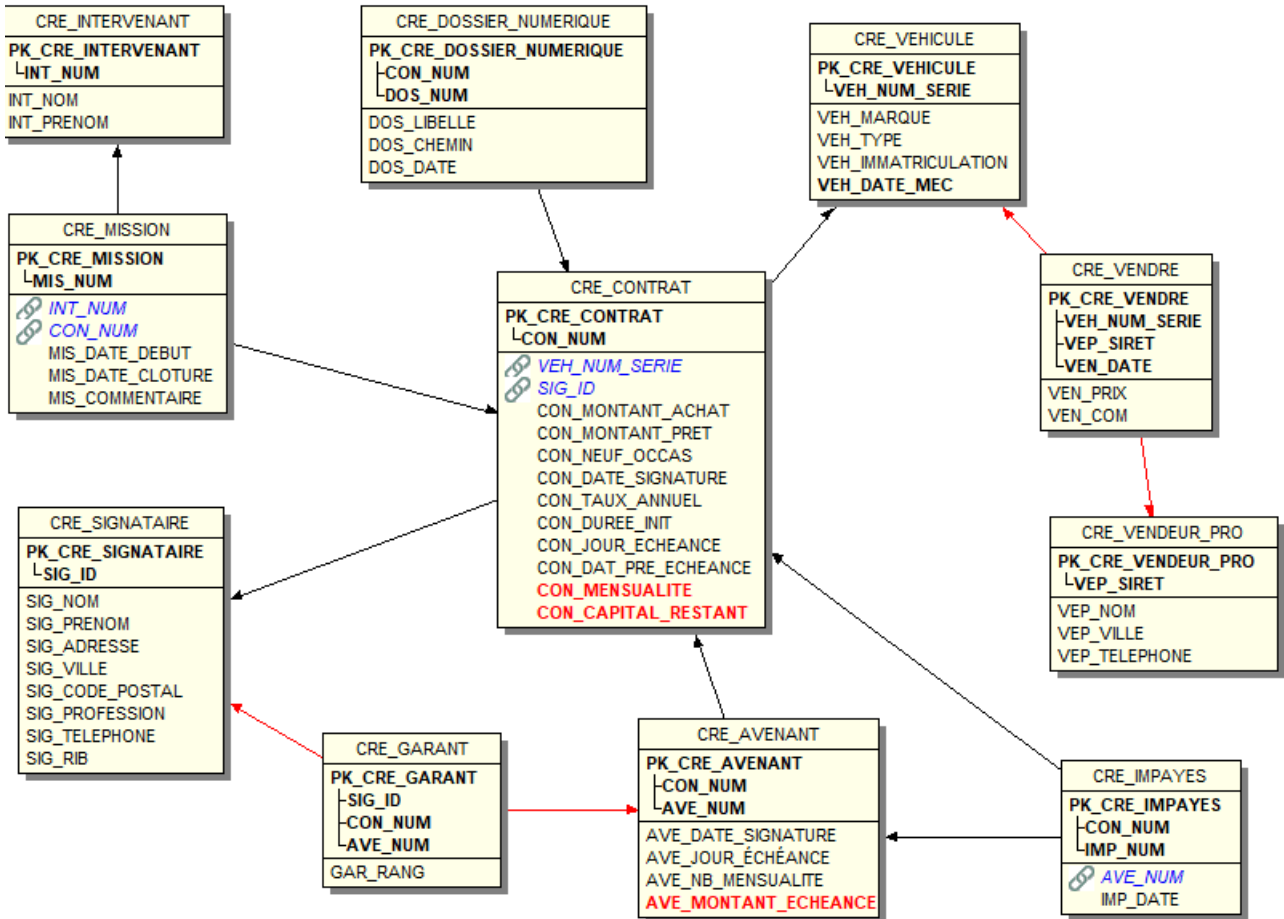 CRE_INTERVENANT
PK_CRE_INTERVENANT
INT_NUM
INT_NOM
INT_PRENOM
CRE_DOSSIER_NUMERIQUE
PK_CRE_DOSSIER_NUMERIQUE
CON_NUM
DOS_NUM
DOS_LIBELLE
DOS_CHEMIN
DOS_DATE
CRE_VEHICULE
PK_CRE_VEHICULE
VEH_NUM_SERIE
VEH_MARQUE
VEH_TYPE
VEH_IMMATRICULATION
VEH_DATE_MEC
CRE_MISSION
PK_CRE_MISSION
MIS_NUM
INT_NUM
CON_NUM
MIS_DATE_DEBUT
MIS_DATE_CLOTURE
MIS_COMMENTAIRE
CRE_CONTRAT
PK_CRE_CONTRAT
CON_NUM
VEH_NUM_SERIE
SIG_ID
CON_MONTANT_ACHAT
CON_MONTANT_PRET
CON_NEUF_OCCAS
CON_DATE_SIGNATURE
CON_TAUX_ANNUEL
CON_DUREE_INIT
CON_JOUR_ECHEANCE
CON_DAT_PRE_ECHEANCE
CON_MENSUALITE
CON_CAPITAL_RESTANT
CRE_VENDRE
PK_CRE_VENDRE
VEH_NUM_SERIE
VEP_SIRET
VEN_DATE
VEN_PRIX
VEN_COM
CRE_SIGNATAIRE
PK_CRE_SIGNATAIRE
SIG_ID
SIG_NOM
SIG_PRENOM
SIG_ADRESSE
SIG_VILLE
SIG_CODE_POSTAL
SIG_PROFESSION
SIG_TELEPHONE
SIG_RIB
CRE_VENDEUR_PRO
PK_CRE_VENDEUR_PRO
VEP_SIRET
VEP_NOM
VEP_VILLE
VEP_TELEPHONE
CRE_GARANT
PK_CRE_GARANT
SIG_ID
CON_NUM
AVE_NUM
GAR_RANG
CRE_AVENANT
PK_CRE_AVENANT
CON_NUM
AVE_NUM
AVE_DATE_SIGNATURE
AVE_JOUR_ÉCHÉANCE
AVE_NB_MENSUALITE
AVE_MONTANT_ECHEANCE
CRE_IMPAYES
PK_CRE_IMPAYES
CON_NUM
IMP_NUM
AVE_NUM
IMP_DATE